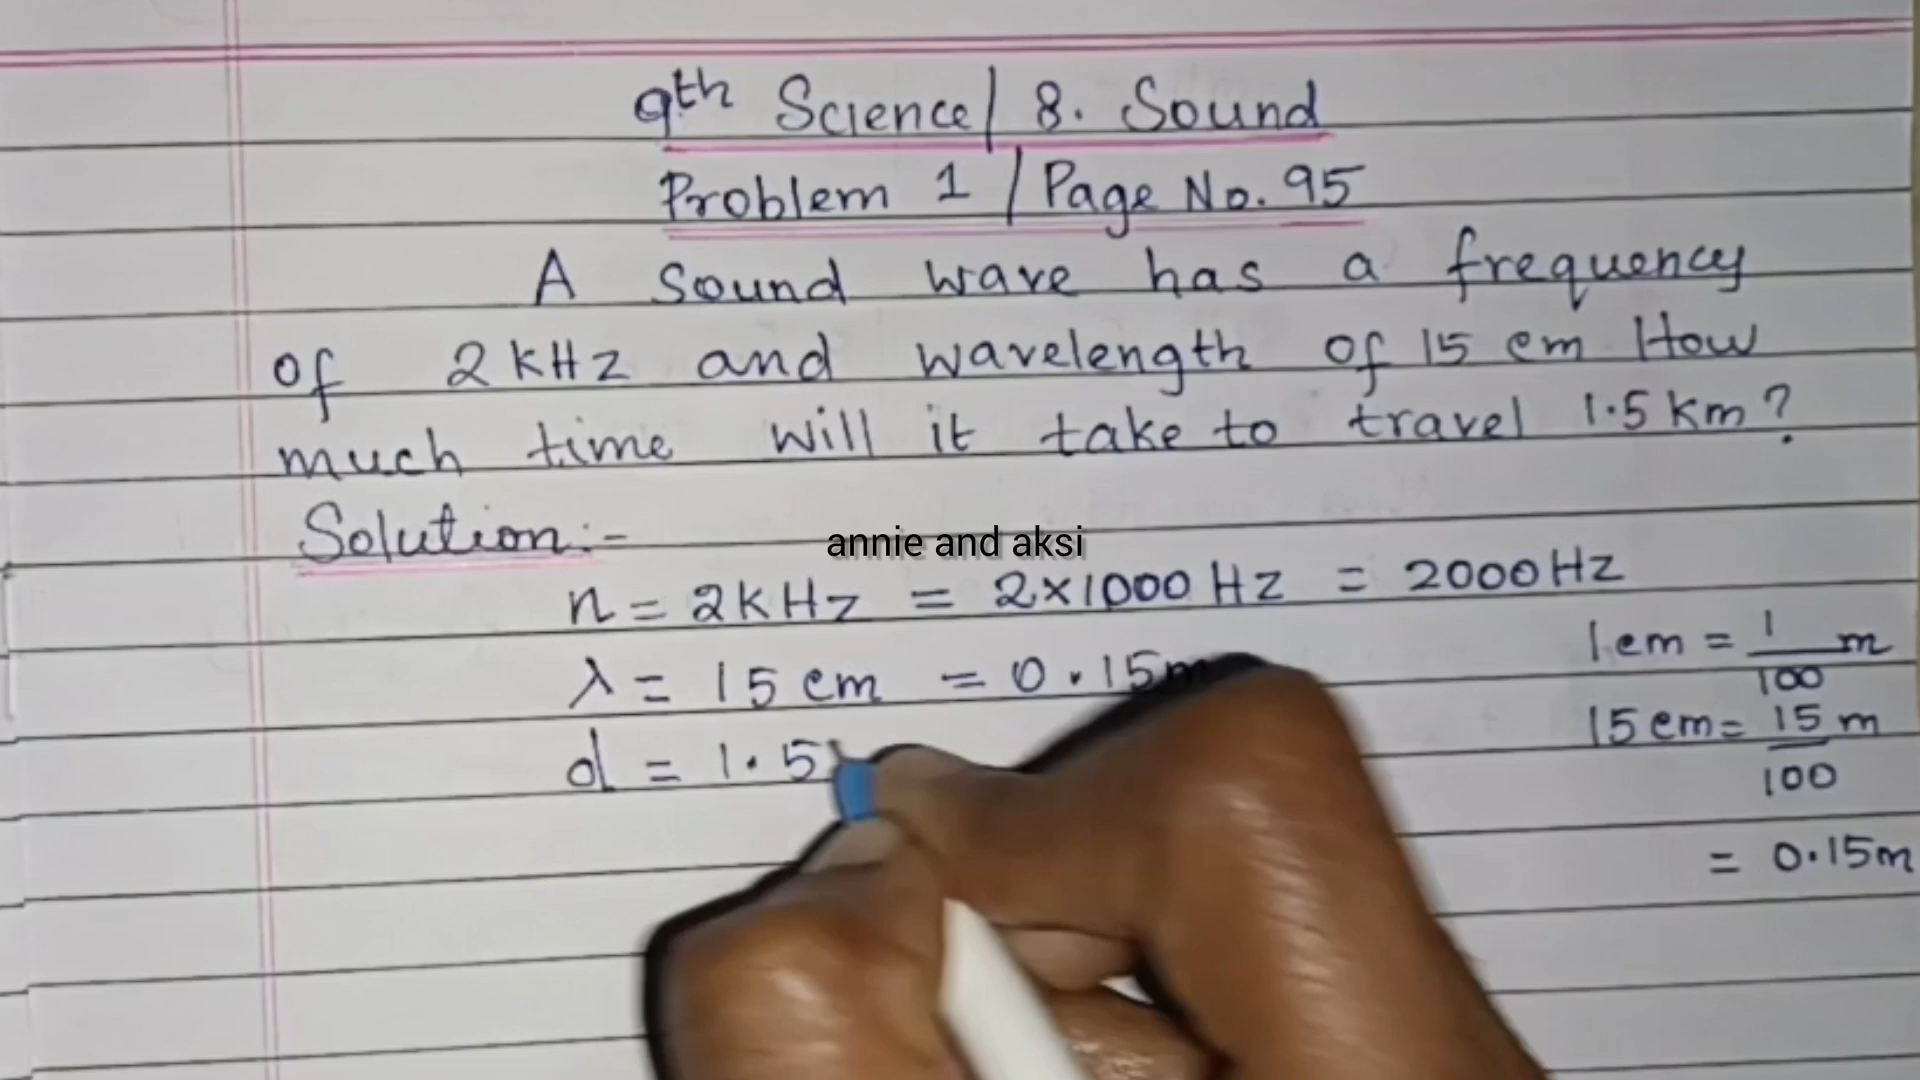 9th Science/ 8. Sound
Problem 1 / Page No. 95
A sound wave has a frequency
of 2 kHz and wavelength of 15 cm How
much time will it take to travel 1.5 km?
Solution:-
annie and aksi
n = 2kHz = 2×1000 Hz = 2000 Hz
λ = 15 cm = 0.15m
d = 1.5
1 cm = 1/100 m
15 cm = 15/100 m
= 0.15m